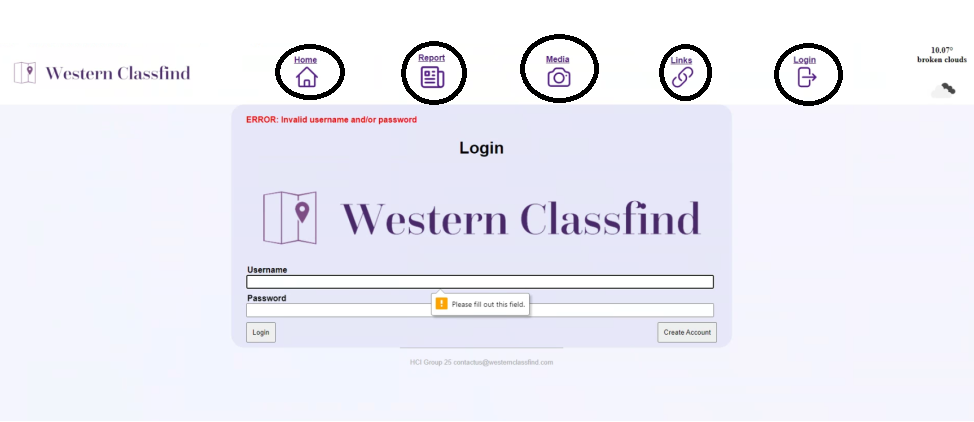 Western Classfind
Home
Report
Media
Links
Login
10.07°
broken clouds
ERROR: Invalid username and/or password
Login
Western Classfind
Username
Password
! Please fill out this field.
Login
Create Account
HCI Group 25 contactus@westernclassfind.com